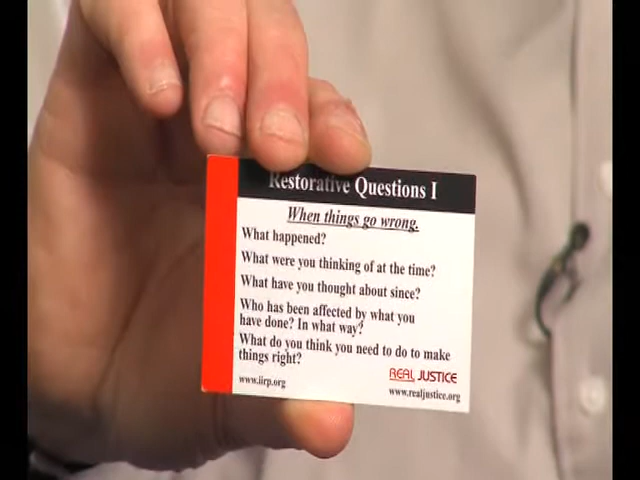 Restorative Questions I
When things go wrong.
What happened?
What were you thinking of at the time?
What have you thought about since?
Who has been affected by what you
have done? In what way?
What do you think you need to do to make
things right?
REAL JUSTICE
www.iirp.org
www.realjustice.org